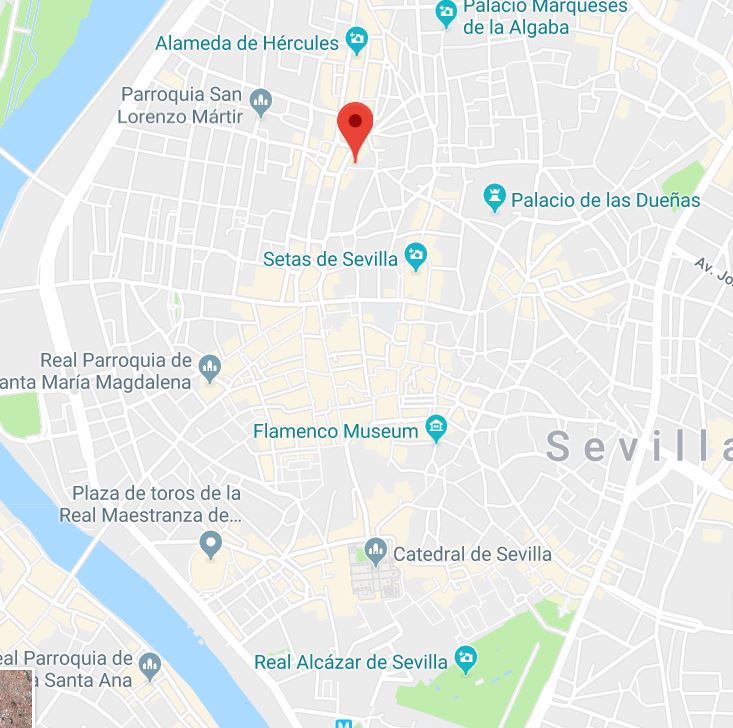 Palacio Marqueses
de la Algaba
Alameda de Hércules
Parroquia San
Lorenzo Mártir
Palacio de las Dueñas
Setas de Sevilla
Av. Jo
Real Parroquia de
anta María Magdalena
Flamenco Museum
Sevilla
Plaza de toros de la
Real Maestranza de...
Catedral de Sevilla
Real Alcázar de Sevilla
eal Parroquia de
a Santa Ana
M